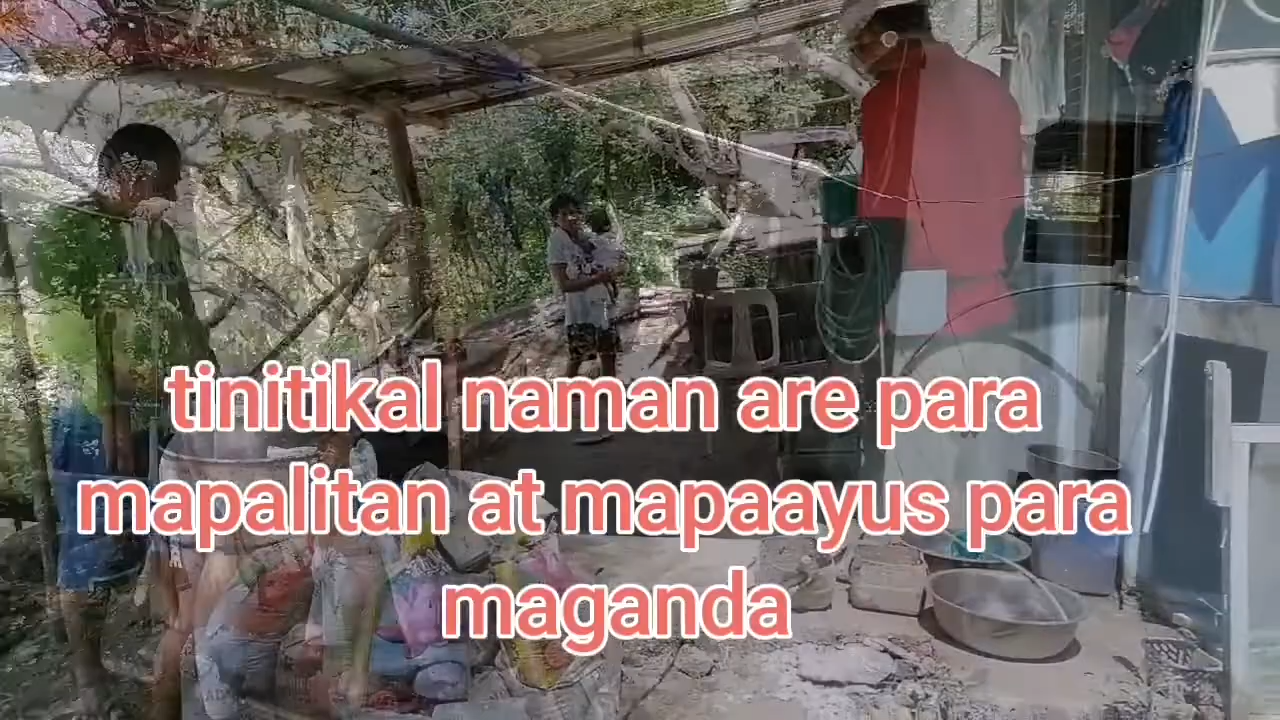 tinitikal naman are para
mapalitan at mapaayus para
maganda